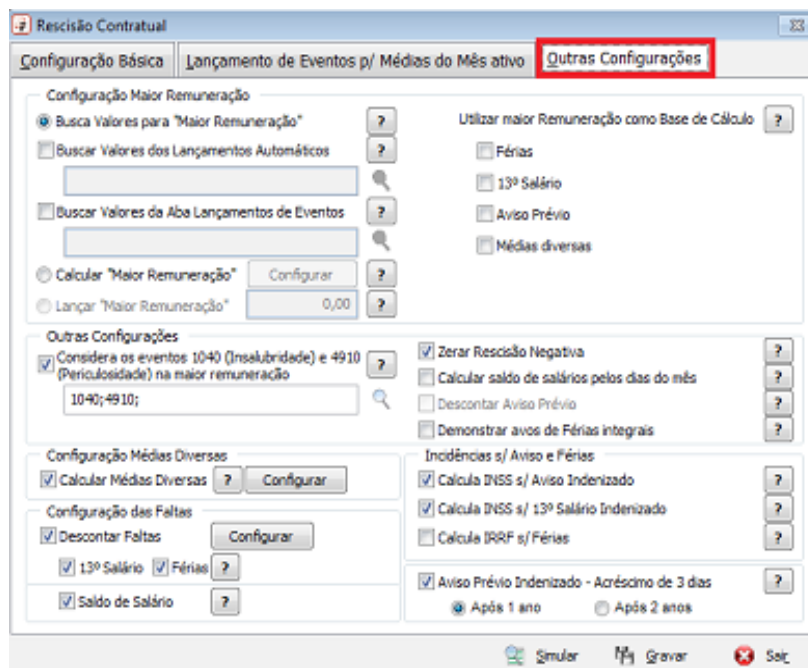 Rescisão Contratual
Configuração Básica
Lançamento de Eventos p/ Médias do Mês ativo
Outras Configurações
Configuração Maior Remuneração
Busca Valores para "Maior Remuneração" ?
Buscar Valores dos Lançamentos Automáticos ?
Buscar Valores da Aba Lançamentos de Eventos ?
Calcular "Maior Remuneração" Configurar ?
Lançar "Maior Remuneração" 0,00 ?
Utilizar maior Remuneração como Base de Cálculo ?
Férias
13º Salário
Aviso Prévio
Médias diversas
Outras Configurações
Considera os eventos 1040 (Insalubridade) e 4910
(Periculosidade) na maior remuneração ?
1040;4910;
Zerar Rescisão Negativa ?
Calcular saldo de salários pelos dias do mês ?
Descontar Aviso Prévio ?
Demonstrar avos de Férias integrais ?
Configuração Médias Diversas
Calcular Médias Diversas ? Configurar
Configuração das Faltas
Descontar Faltas Configurar
13º Salário Férias ?
Saldo de Salário ?
Incidências s/ Aviso e Férias
Calcula INSS s/ Aviso Indenizado ?
Calcula INSS s/ 13º Salário Indenizado ?
Calcula IRRF s/ Férias ?
Aviso Prévio Indenizado - Acréscimo de 3 dias ?
Após 1 ano Após 2 anos
Simular Gravar Sair